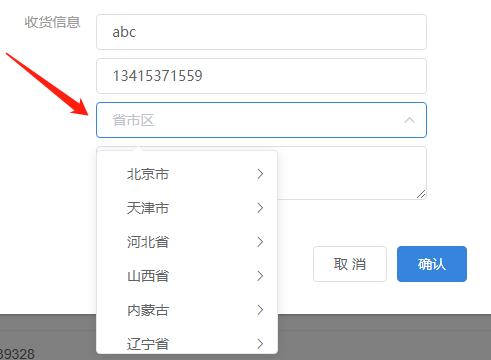 收货信息
abc
13415371559
省市区
北京市
天津市
河北省
山西省
内蒙古
辽宁省
取 消
确认
39328